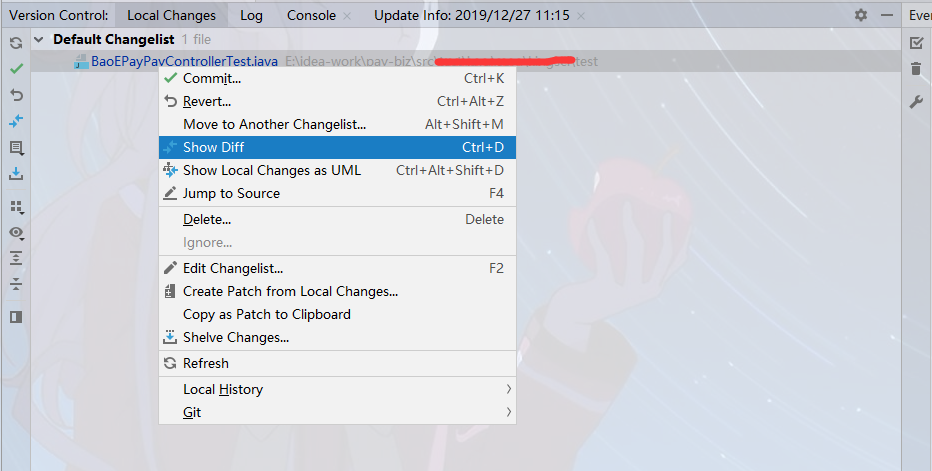 Version Control: Local Changes Log Console × Update Info: 2019/12/27 11:15 × Even
Default Changelist 1 file
BaoEPayPayControllerTest.java E:\idea-work\pay-biz\src test
Commit... Ctrl+K
Revert... Ctrl+Alt+Z
Move to Another Changelist... Alt+Shift+M
Show Diff Ctrl+D
Show Local Changes as UML Ctrl+Alt+Shift+D
Jump to Source F4
Delete... Delete
Ignore...
Edit Changelist... F2
Create Patch from Local Changes...
Copy as Patch to Clipboard
Shelve Changes...
Refresh
Local History
Git